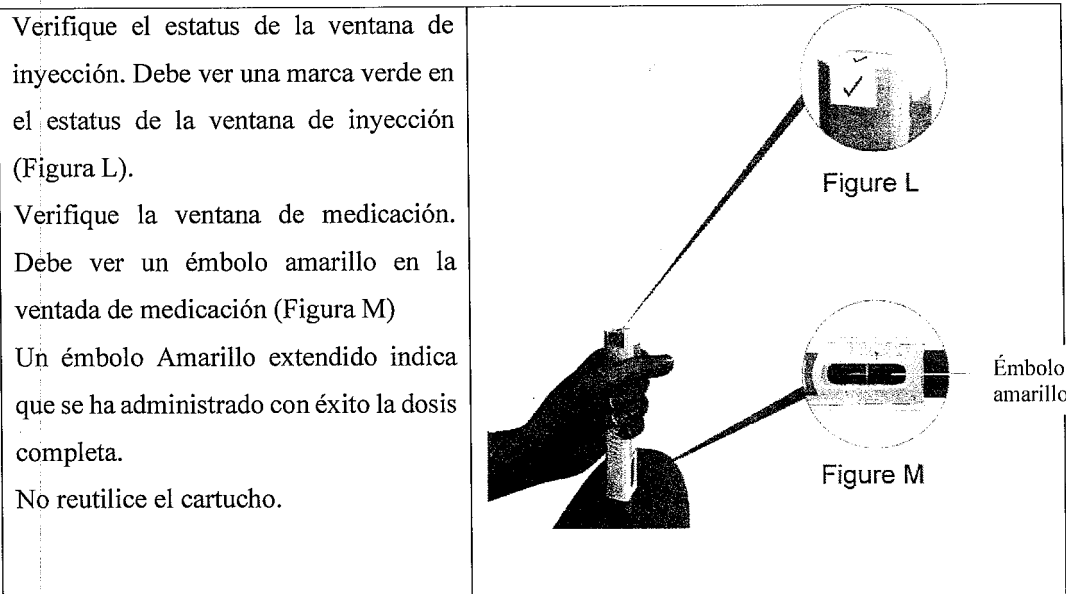 Verifique el estatus de la ventana de
inyección. Debe ver una marca verde en
el estatus de la ventana de inyección
(Figura L).
Verifique la ventana de medicación.
Debe ver un émbolo amarillo en la
ventada de medicación (Figura M)
Un émbolo Amarillo extendido indica
que se ha administrado con éxito la dosis
completa.
No reutilice el cartucho.
Figure L
Émbolo
amarillo
Figure M